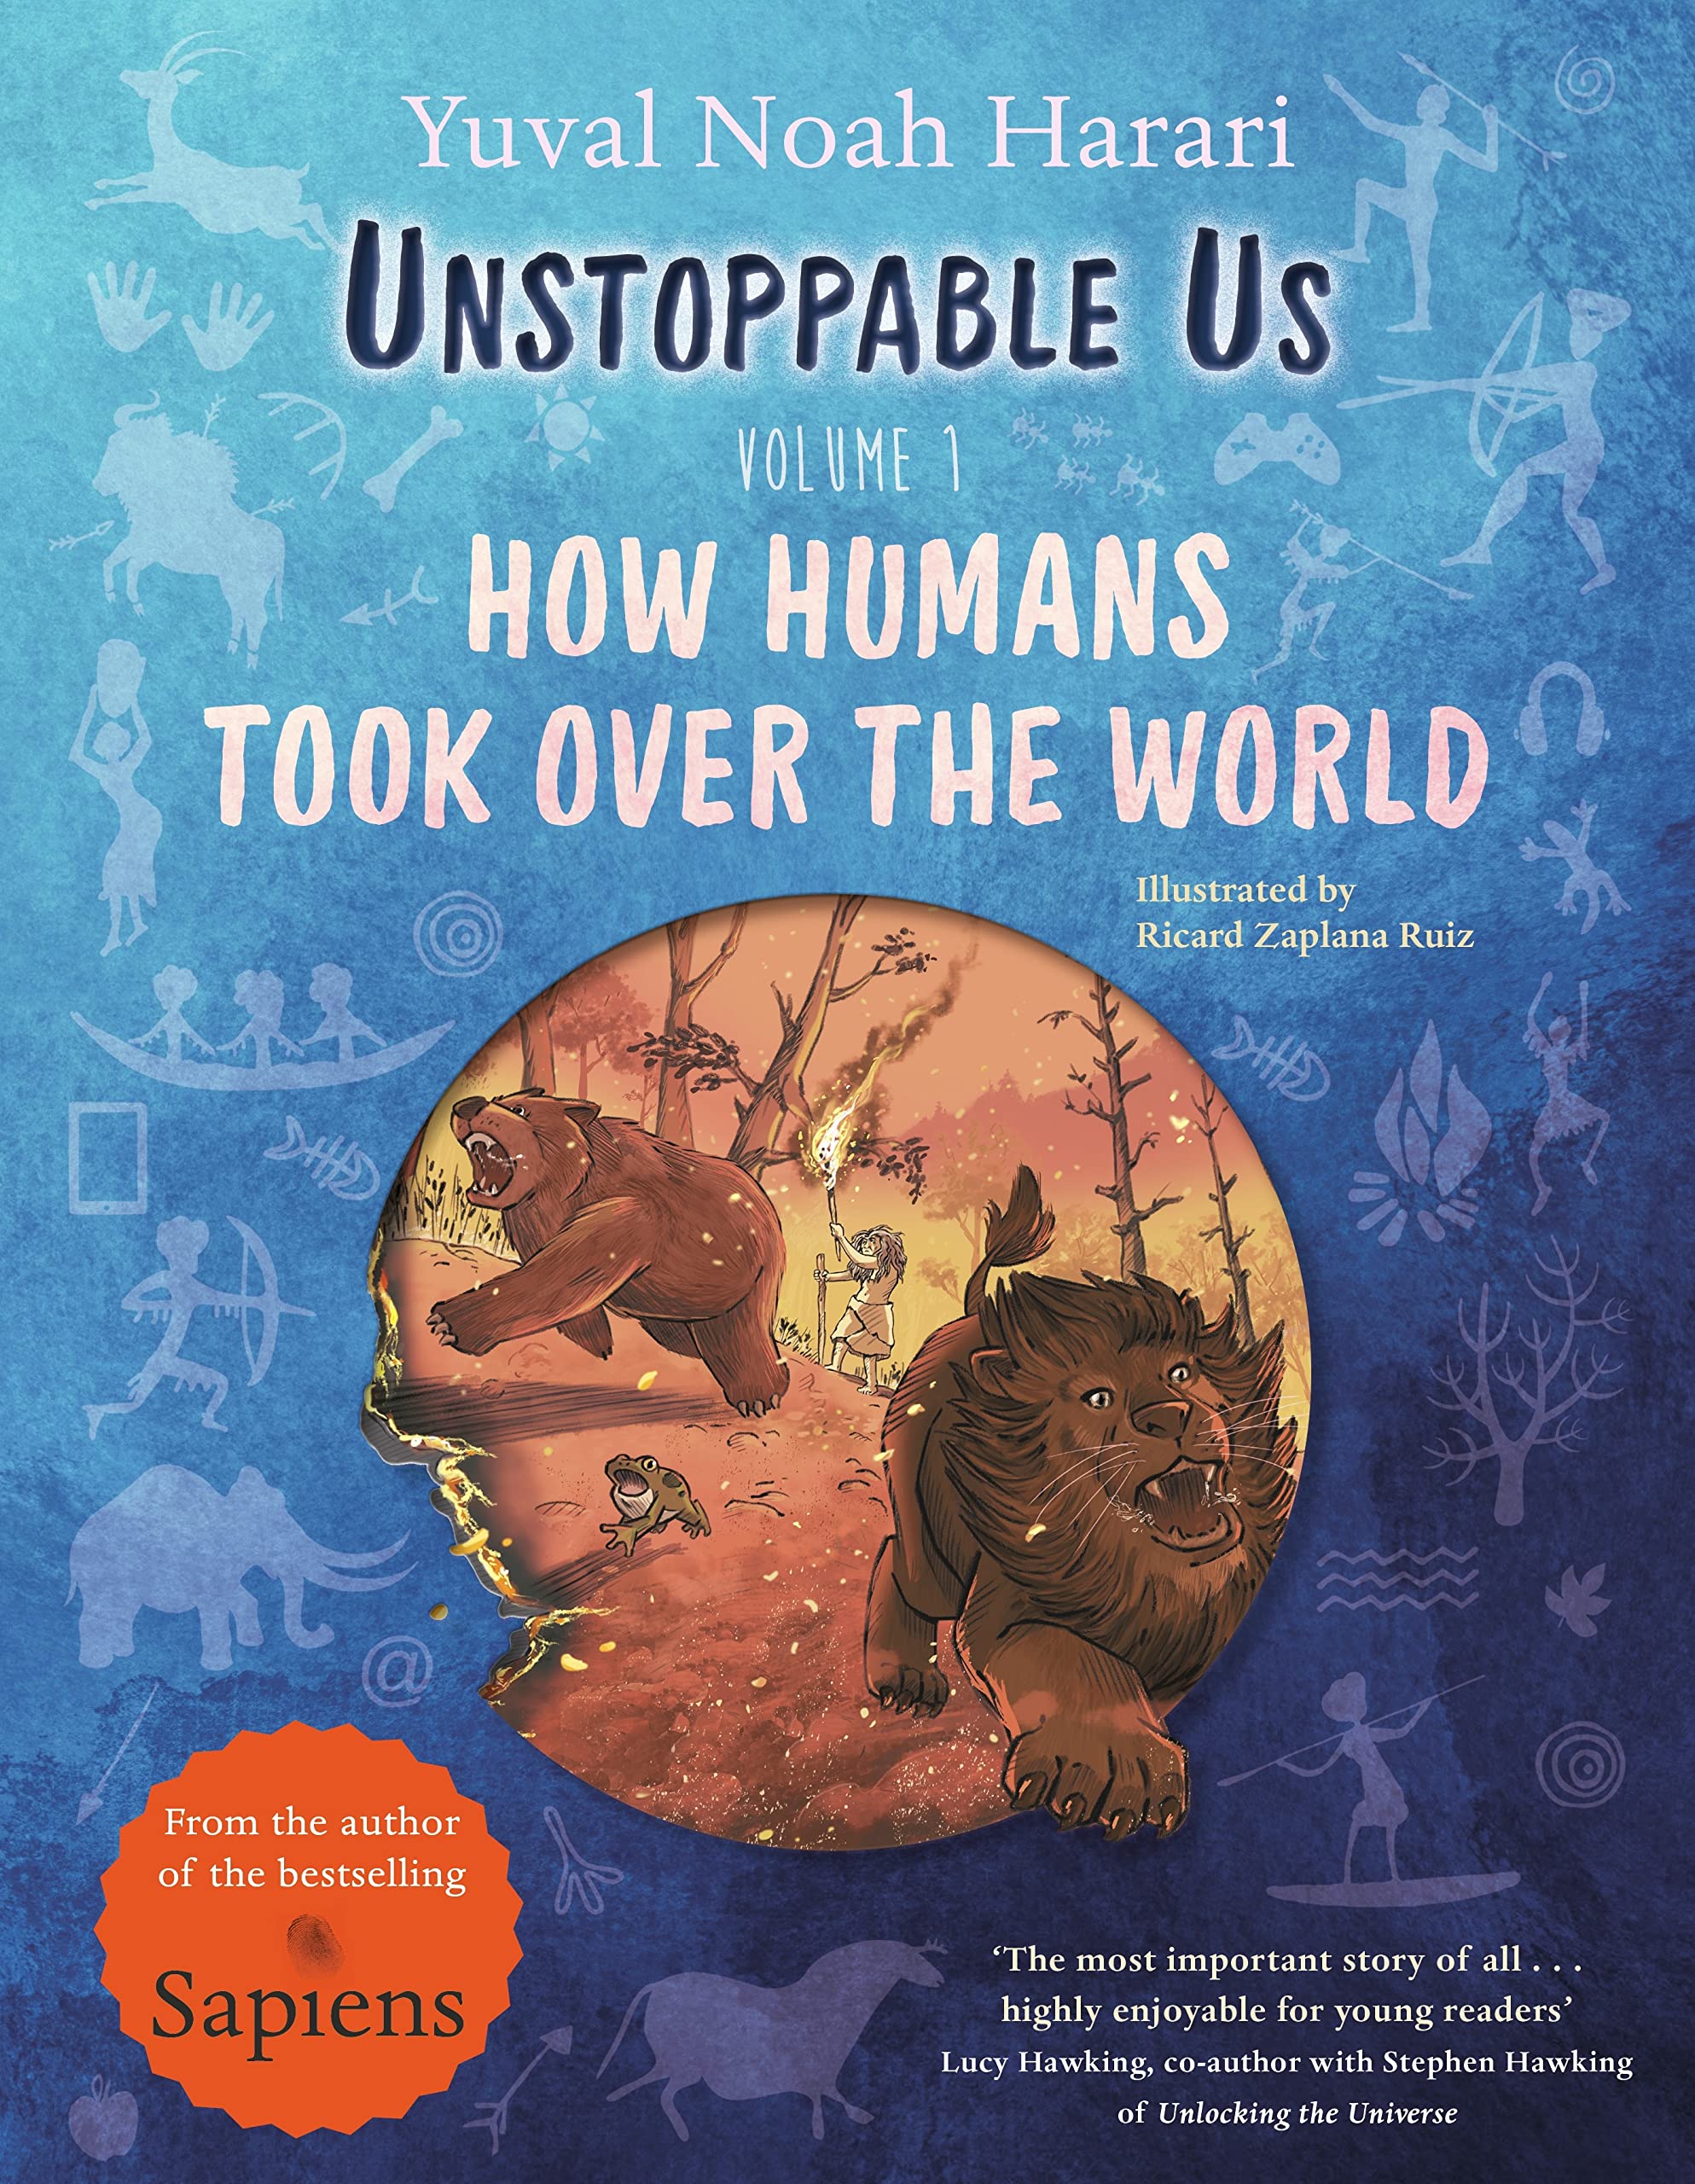 Yuval Noah Harari
UNSTOPPABLE US
VOLUME 1
HOW HUMANS
TOOK OVER THE WORLD
Illustrated by
Ricard Zaplana Ruiz
@
From the author
of the bestselling
Sapiens
‘The most important story of all . . .
highly enjoyable for young readers’
Lucy Hawking, co-author with Stephen Hawking
of Unlocking the Universe